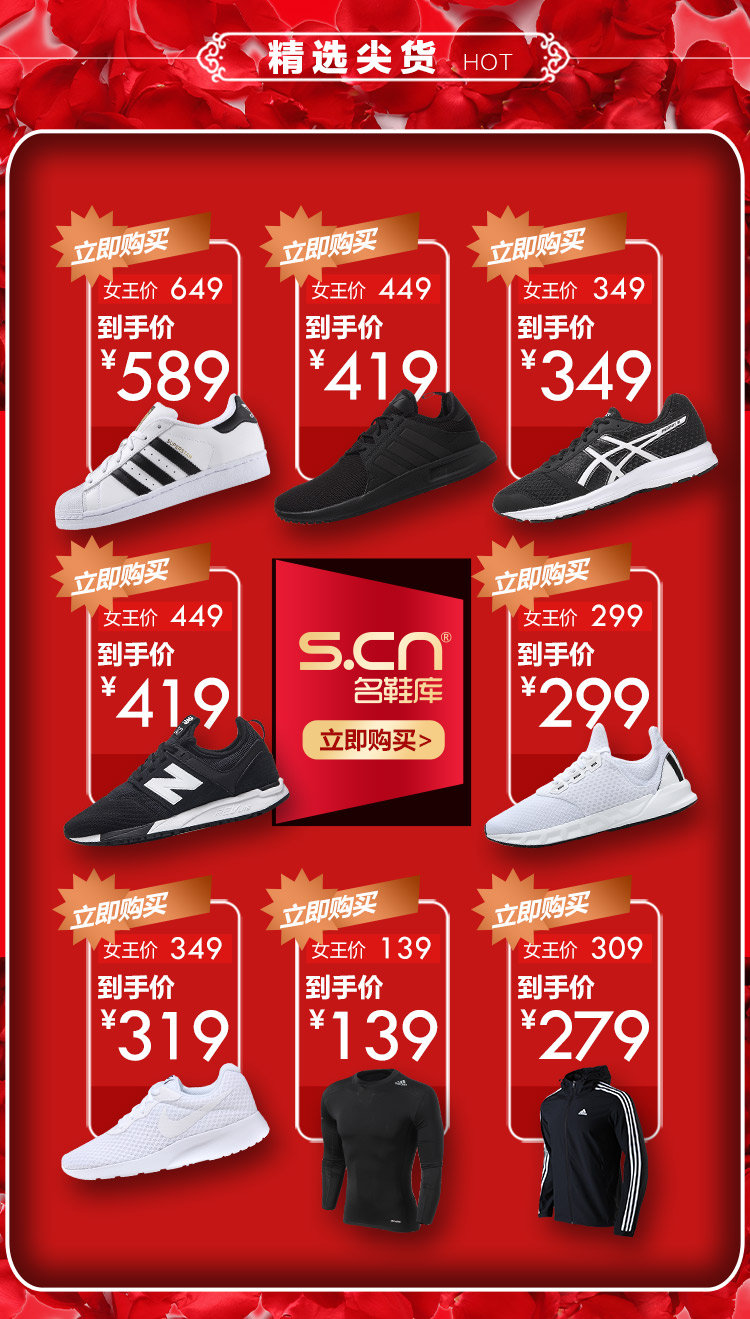 精选尖货 HOT
立即购买
女王价 649
到手价
¥589
立即购买
女王价 449
到手价
¥419
立即购买
女王价 349
到手价
¥349
SUPERSTAR
立即购买
女王价 449
到手价
¥419
S.CN®
名鞋库
立即购买>
立即购买
女王价 299
到手价
¥299
立即购买
女王价 349
到手价
¥319
立即购买
女王价 139
到手价
¥139
立即购买
女王价 309
到手价
¥279
adidas